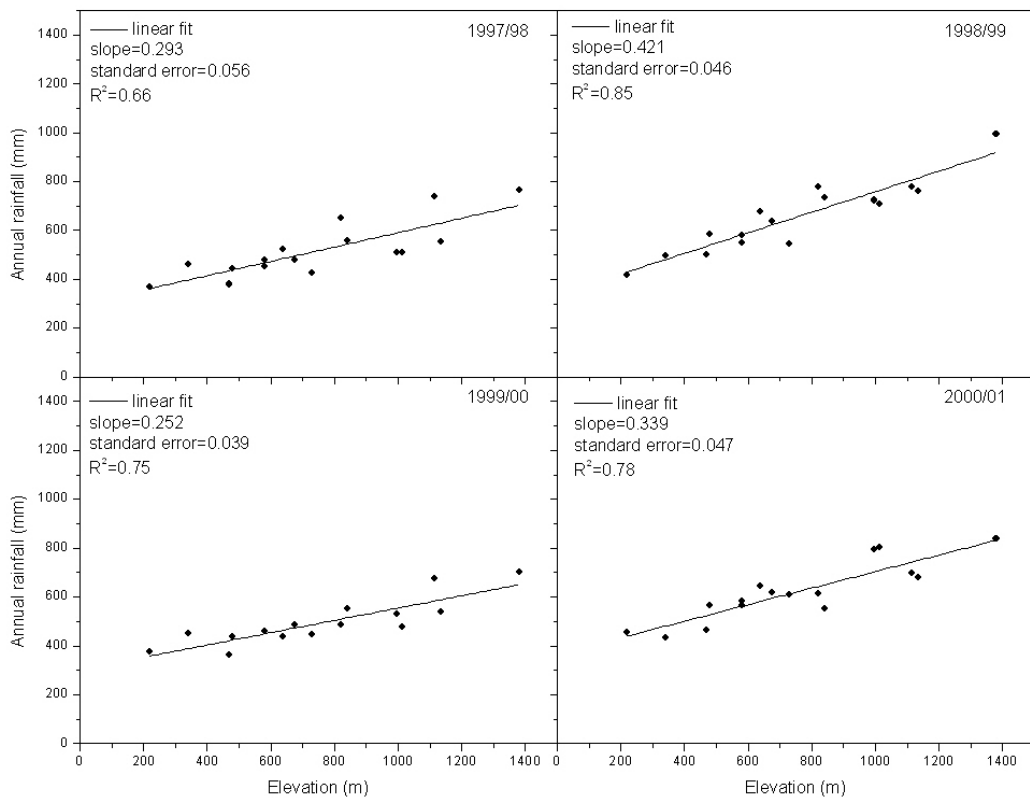 linear fit
slope=0.293
standard error=0.056
R²=0.66
1997/98
linear fit
slope=0.421
standard error=0.046
R²=0.85
1998/99
Annual rainfall (mm)
1400
1200
1000
800
600
400
200
0
linear fit
slope=0.252
standard error=0.039
R²=0.75
1999/00
linear fit
slope=0.339
standard error=0.047
R²=0.78
2000/01
Annual rainfall (mm)
1400
1200
1000
800
600
400
200
0
0 200 400 600 800 1000 1200 1400
200 400 600 800 1000 1200 1400
Elevation (m)
Elevation (m)